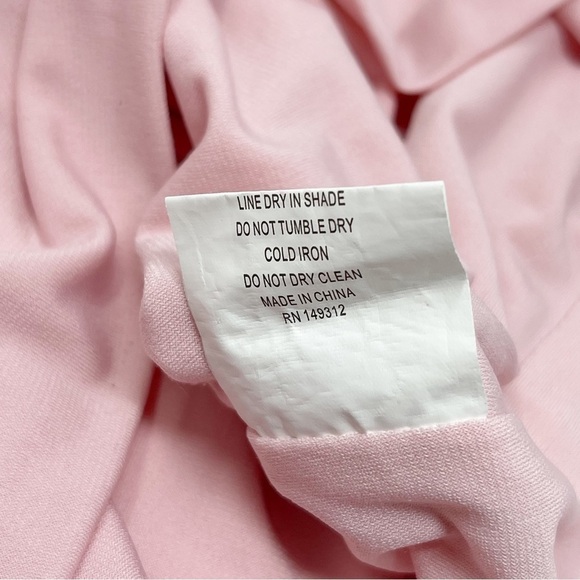 LINE DRY IN SHADE
DO NOT TUMBLE DRY
COLD IRON
DO NOT DRY CLEAN
MADE IN CHINA
RN 149312